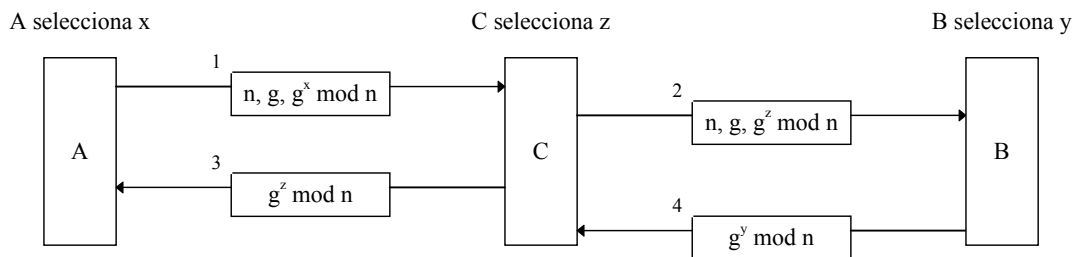 A selecciona x
C selecciona z
B selecciona y
1
n, g, g^x mod n
2
n, g, g^z mod n
A
C
B
3
g^z mod n
4
g^y mod n